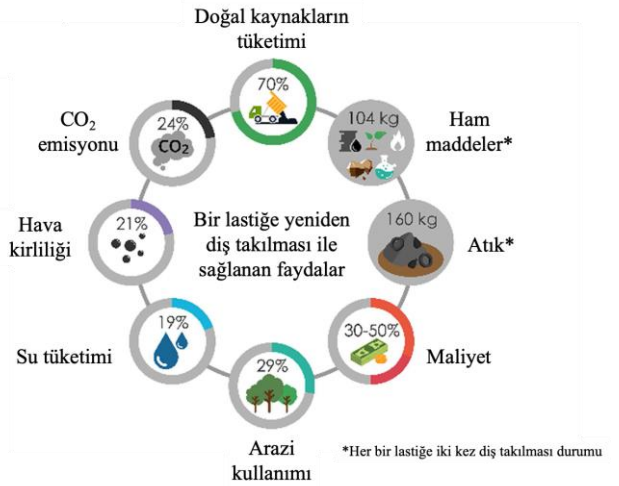 Doğal kaynakların
tüketimi
70%
104 kg
Ham
maddeler*
160 kg
Atık*
30-50%
Maliyet
29%
Arazi
kullanımı
19%
Su tüketimi
21%
Hava
kirliliği
24%
CO₂
CO₂
emisyonu
Bir lastiğe yeniden
diş takılması ile
sağlanan faydalar
*Her bir lastiğe iki kez diş takılması durumu